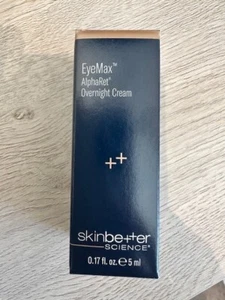 EyeMax™
AlphaRet®
Overnight Cream
++
skinbetter
SCIENCE®
0.17 fl. oz. ℮ 5 ml